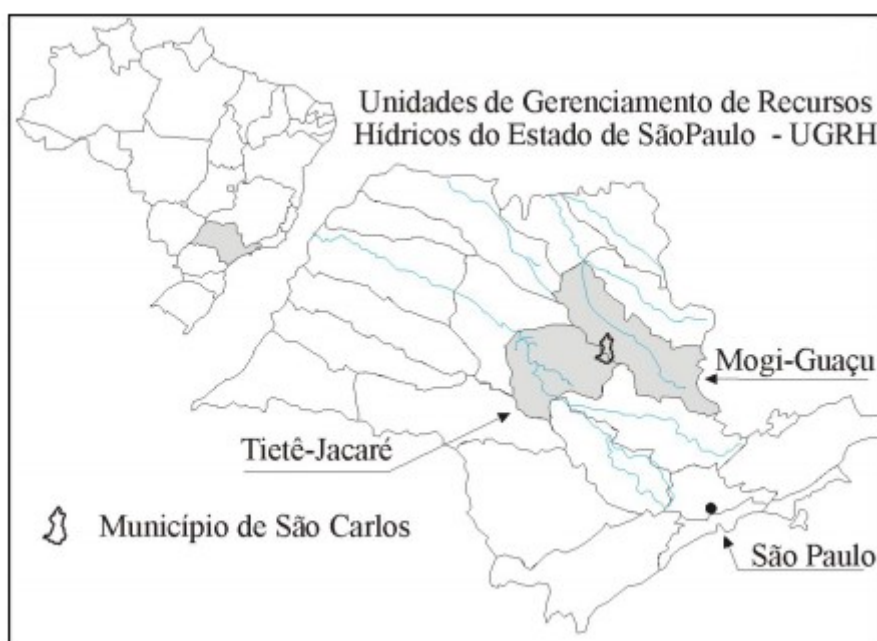 Unidades de Gerenciamento de Recursos
Hídricos do Estado de SãoPaulo - UGRH
Mogi-Guaçu
Tietê-Jacaré
Município de São Carlos
São Paulo